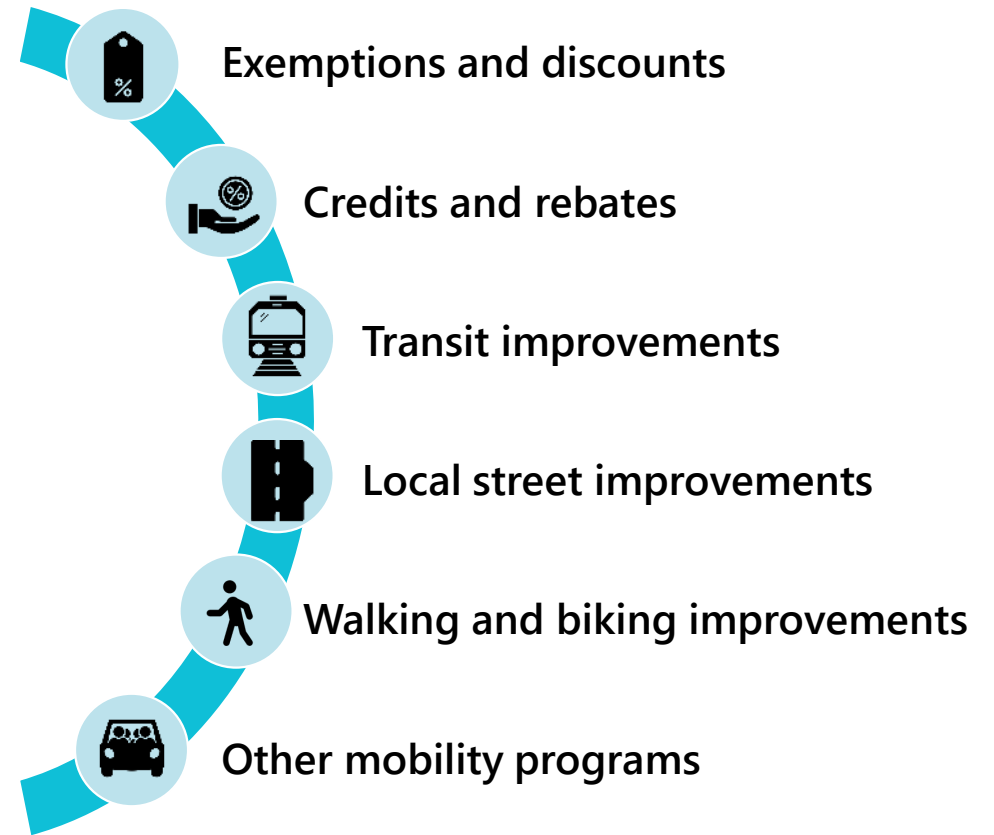 %
Exemptions and discounts
%
Credits and rebates
Transit improvements
Local street improvements
Walking and biking improvements
Other mobility programs